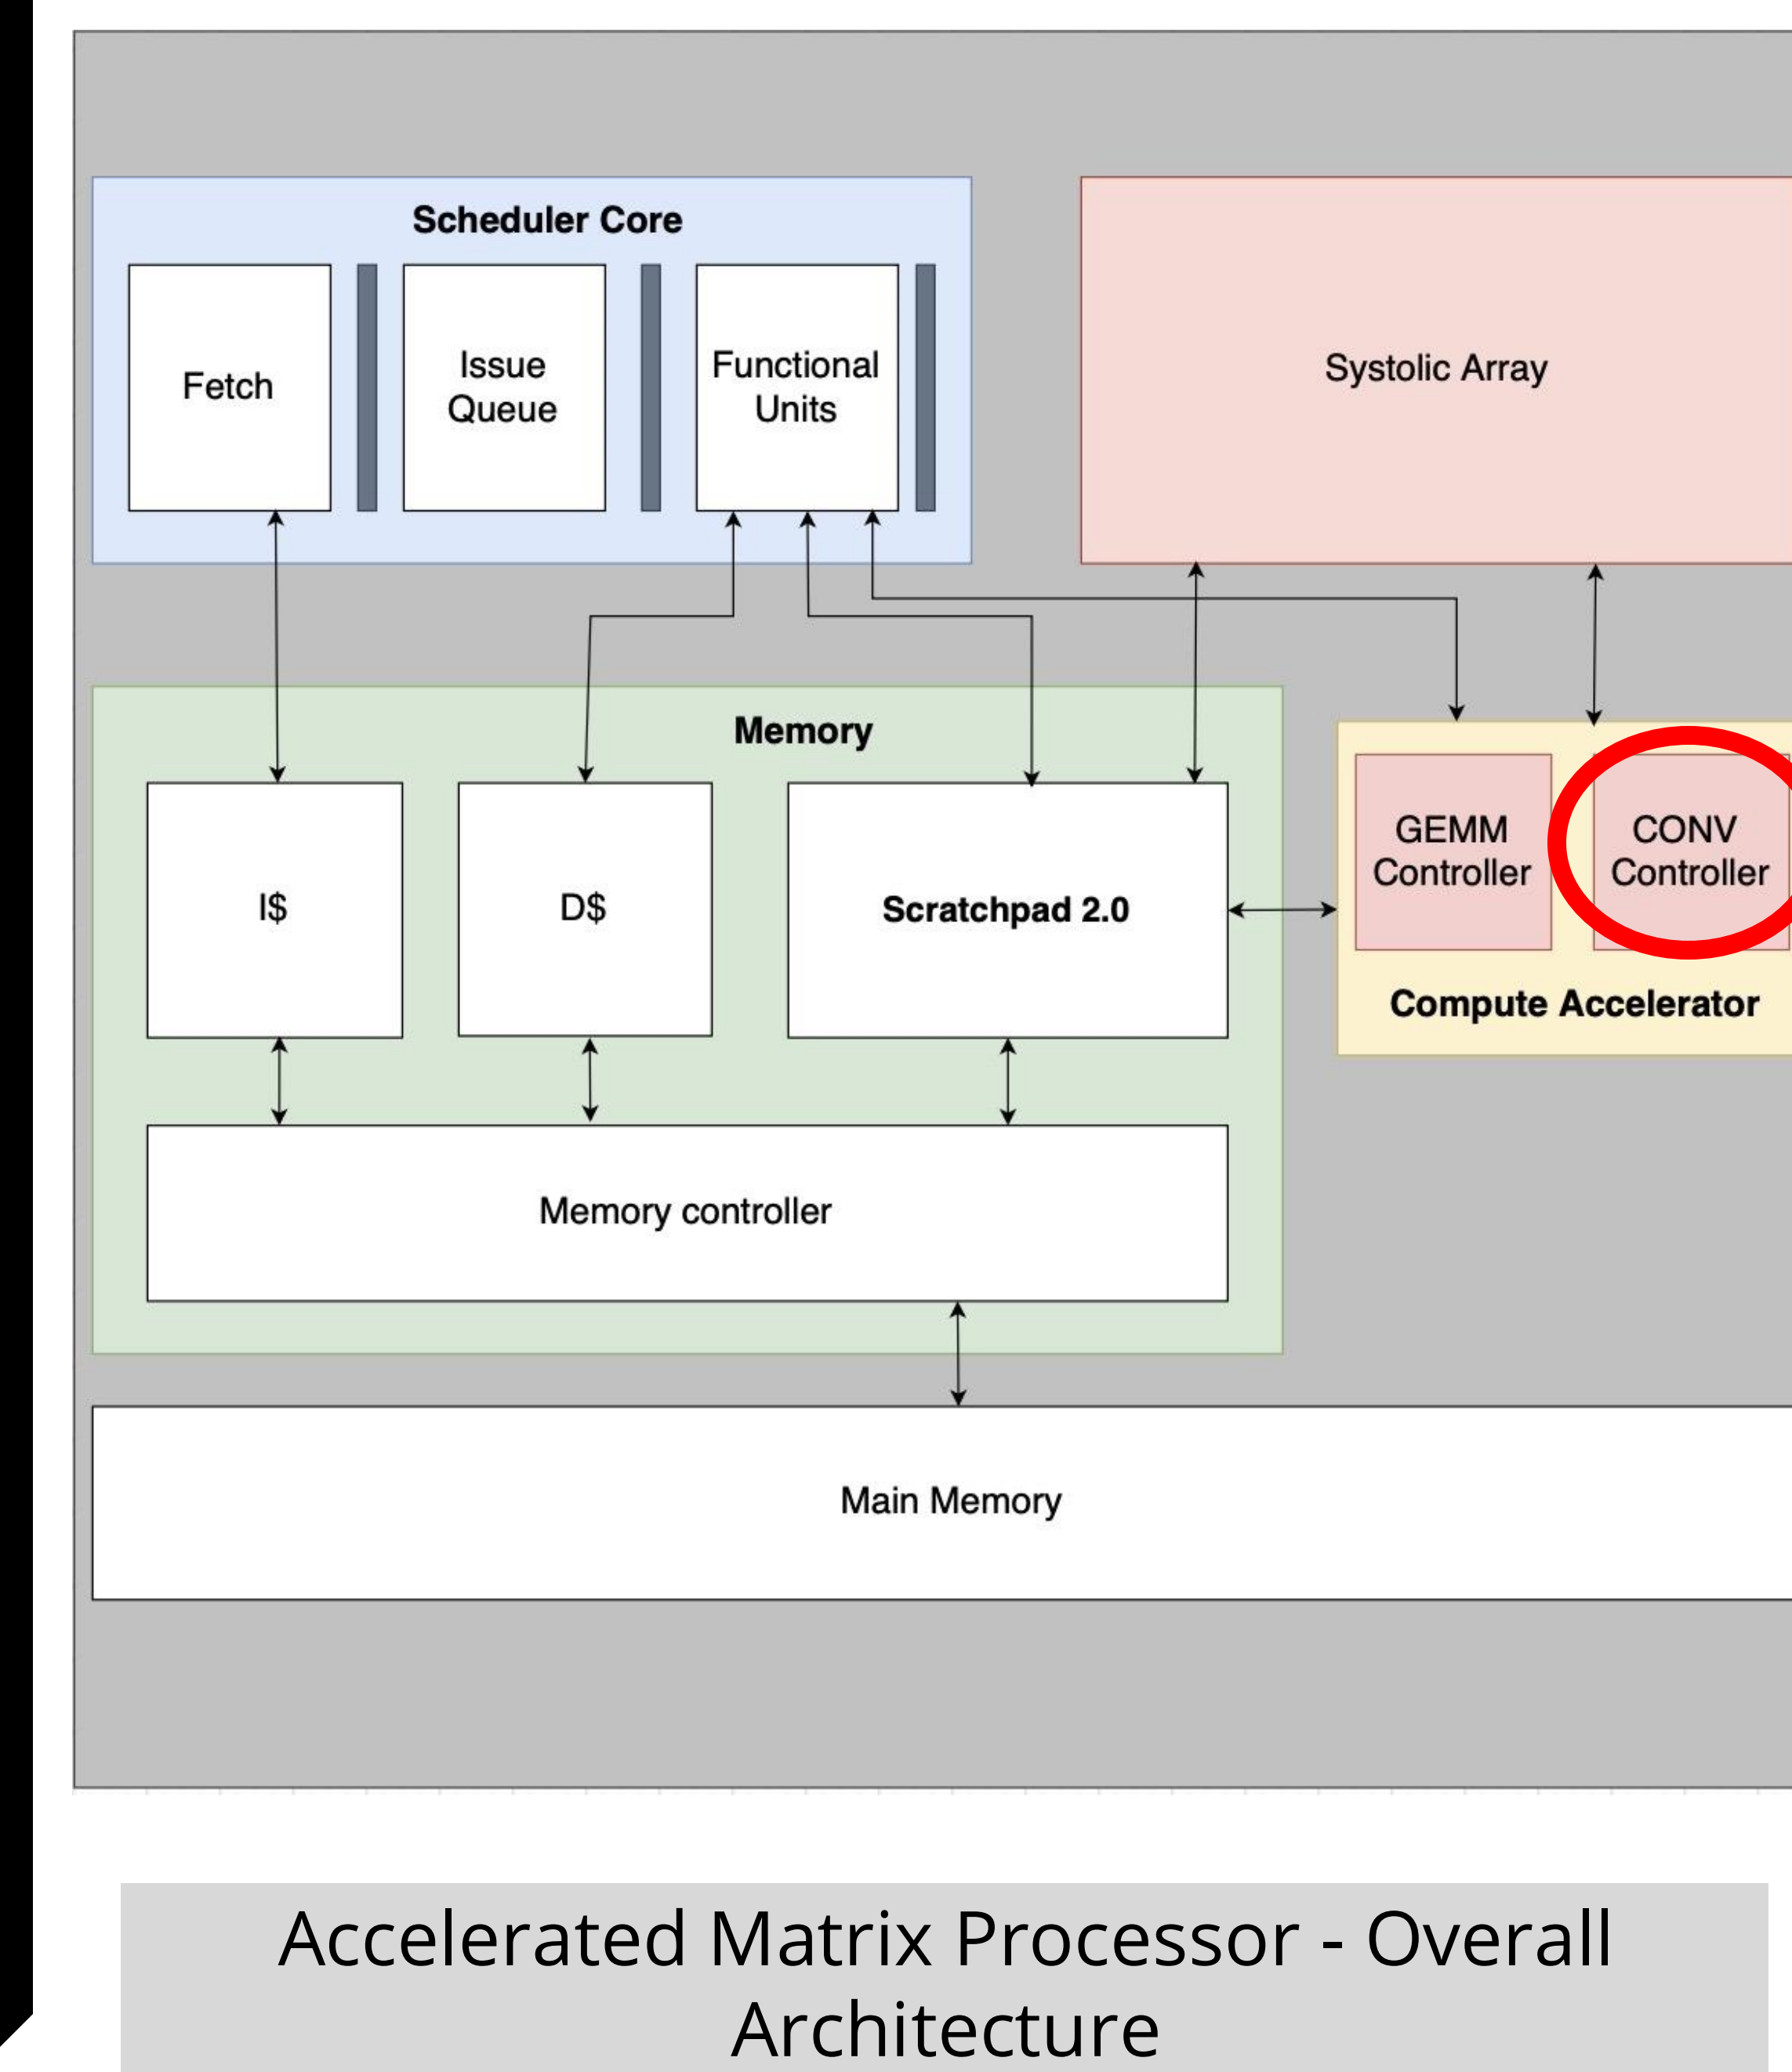 Scheduler Core
Fetch
Issue
Queue
Functional
Units
Systolic Array
Memory
I$
D$
Scratchpad 2.0
GEMM
Controller
CONV
Controller
Compute Accelerator
Memory controller
Main Memory
Accelerated Matrix Processor - Overall
Architecture